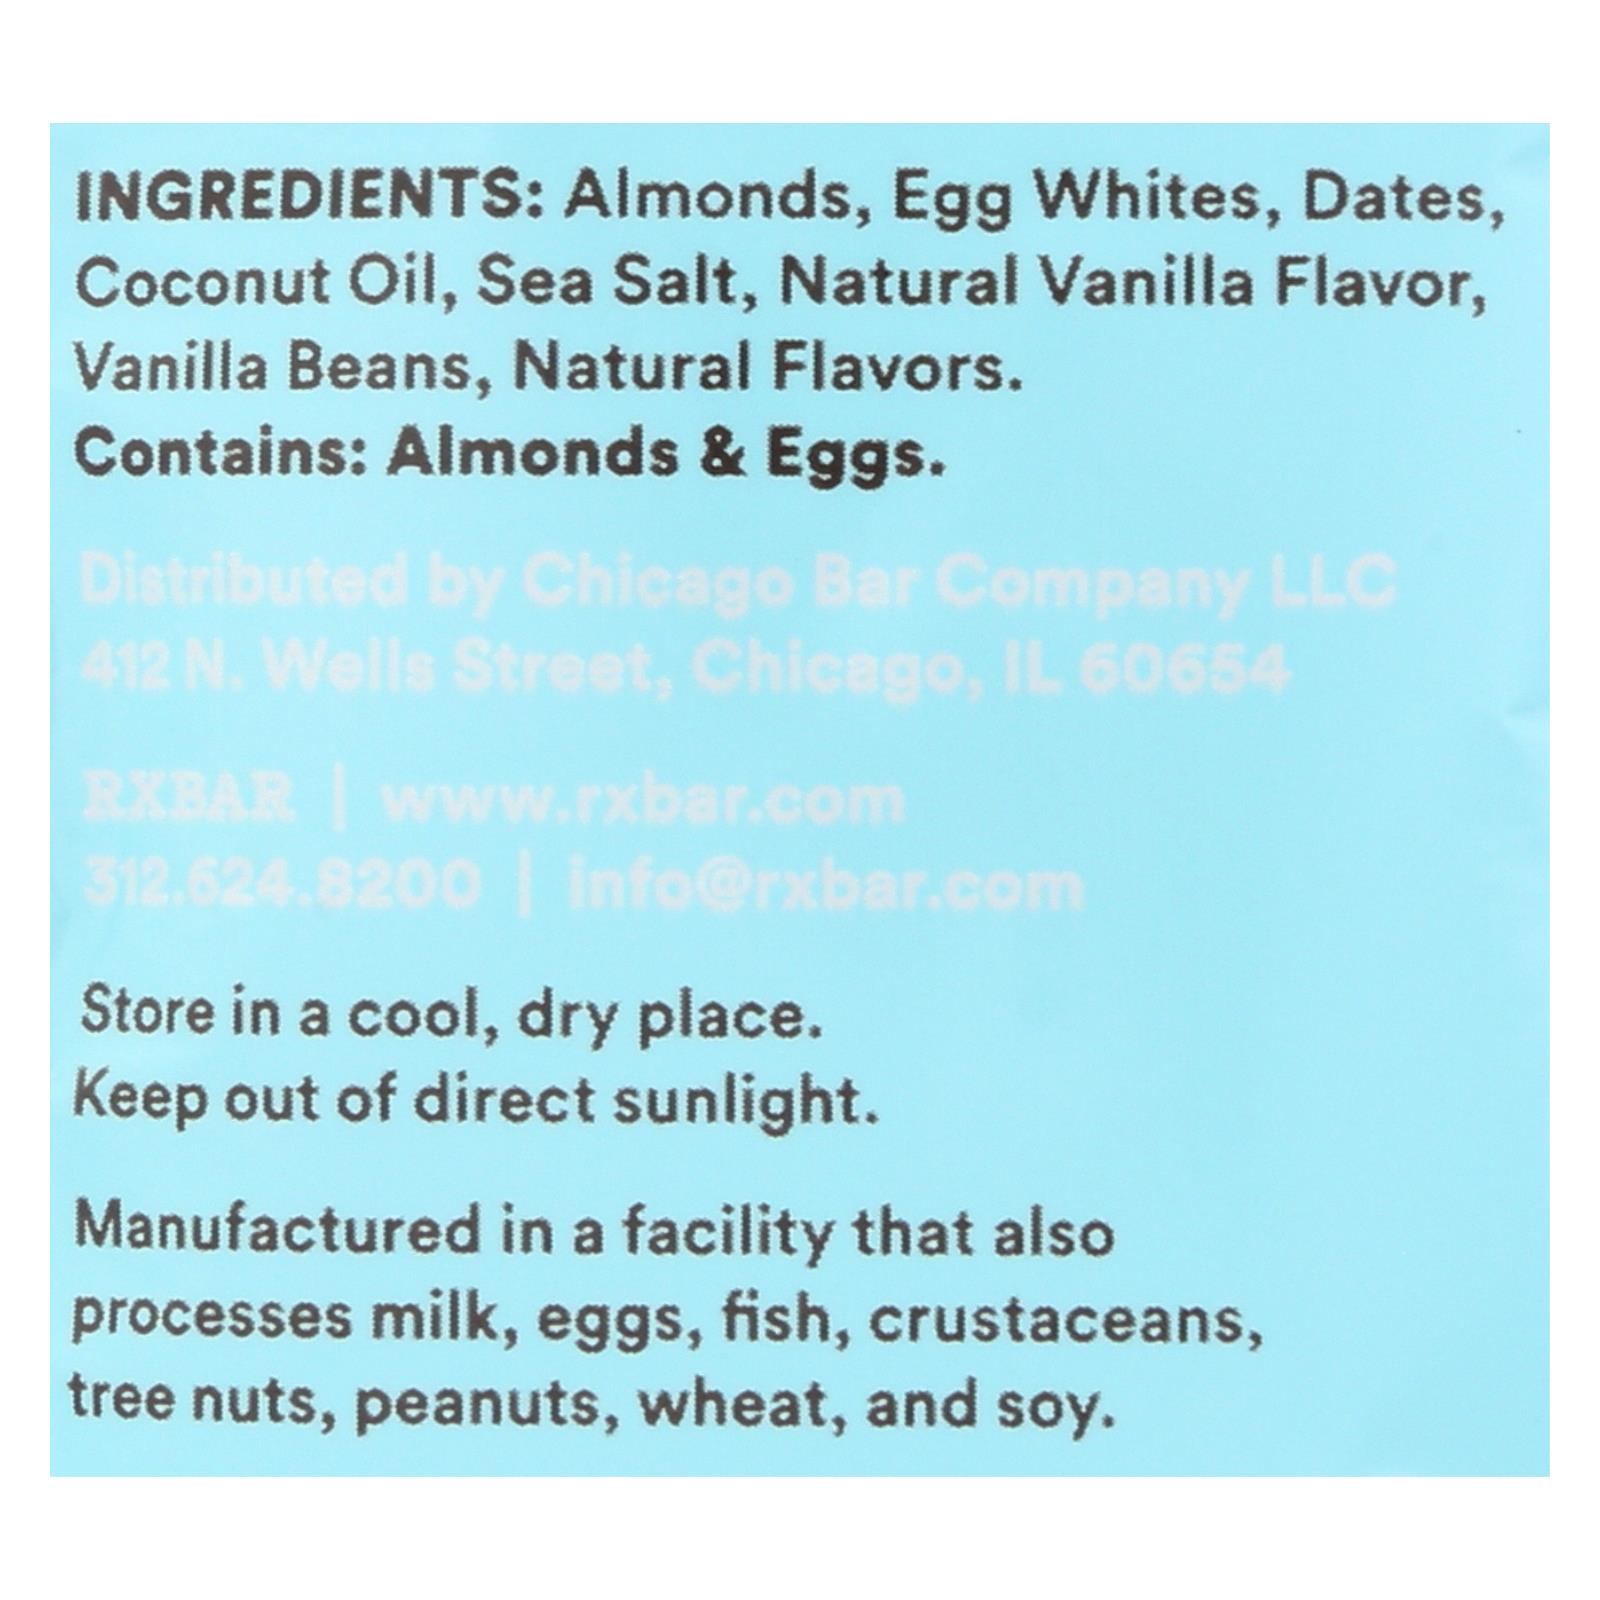 INGREDIENTS: Almonds, Egg Whites, Dates,
Coconut Oil, Sea Salt, Natural Vanilla Flavor,
Vanilla Beans, Natural Flavors.
Contains: Almonds & Eggs.
Distributed by Chicago Bar Company LLC
412 N. Wells Street, Chicago, IL 60654
RXBAR | www.rxbar.com
312.624.8200 | info@rxbar.com
Store in a cool, dry place.
Keep out of direct sunlight.
Manufactured in a facility that also
processes milk, eggs, fish, crustaceans,
tree nuts, peanuts, wheat, and soy.